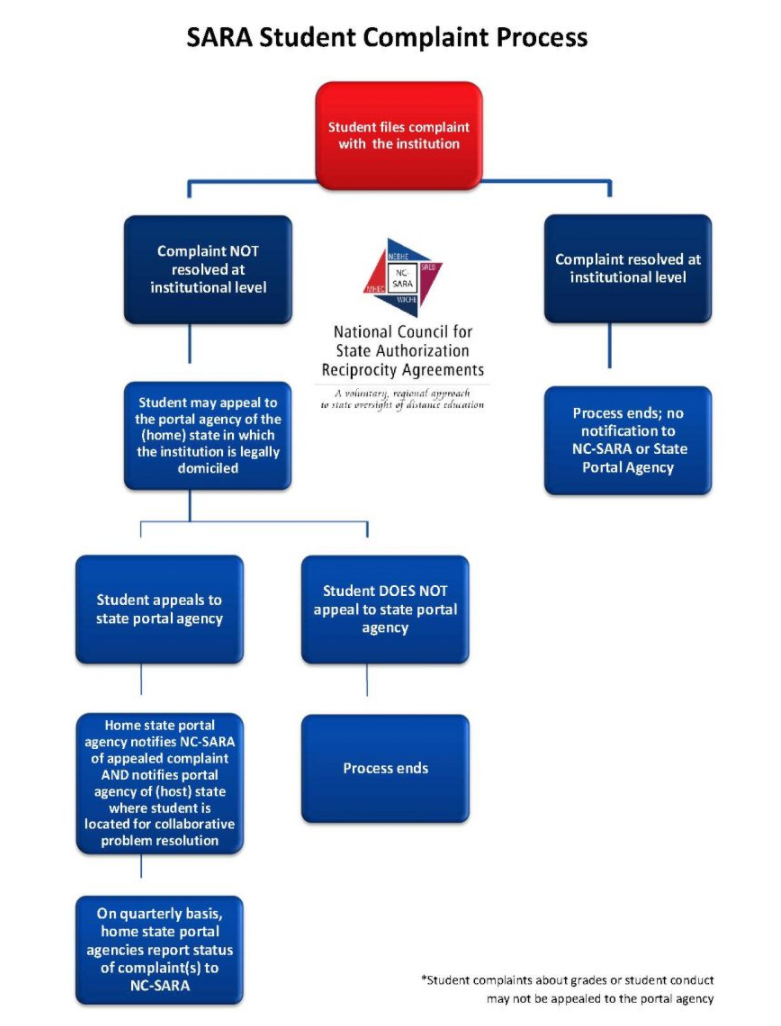 SARA Student Complaint Process
Student files complaint
with the institution
Complaint NOT
resolved at
institutional level
Complaint resolved at
institutional level
NEBHE
SREB
NC-
SARA
MHEC
WICHE
National Council for
State Authorization
Reciprocity Agreements
A voluntary, regional approach
to state oversight of distance education
Student may appeal to
the portal agency of the
(home) state in which
the institution is legally
domiciled
Process ends; no
notification to
NC-SARA or State
Portal Agency
Student appeals to
state portal agency
Student DOES NOT
appeal to state portal
agency
Home state portal
agency notifies NC-SARA
of appealed complaint
AND notifies portal
agency of (host) state
where student is
located for collaborative
problem resolution
Process ends
On quarterly basis,
home state portal
agencies report status
of complaint(s) to
NC-SARA
*Student complaints about grades or student conduct
may not be appealed to the portal agency